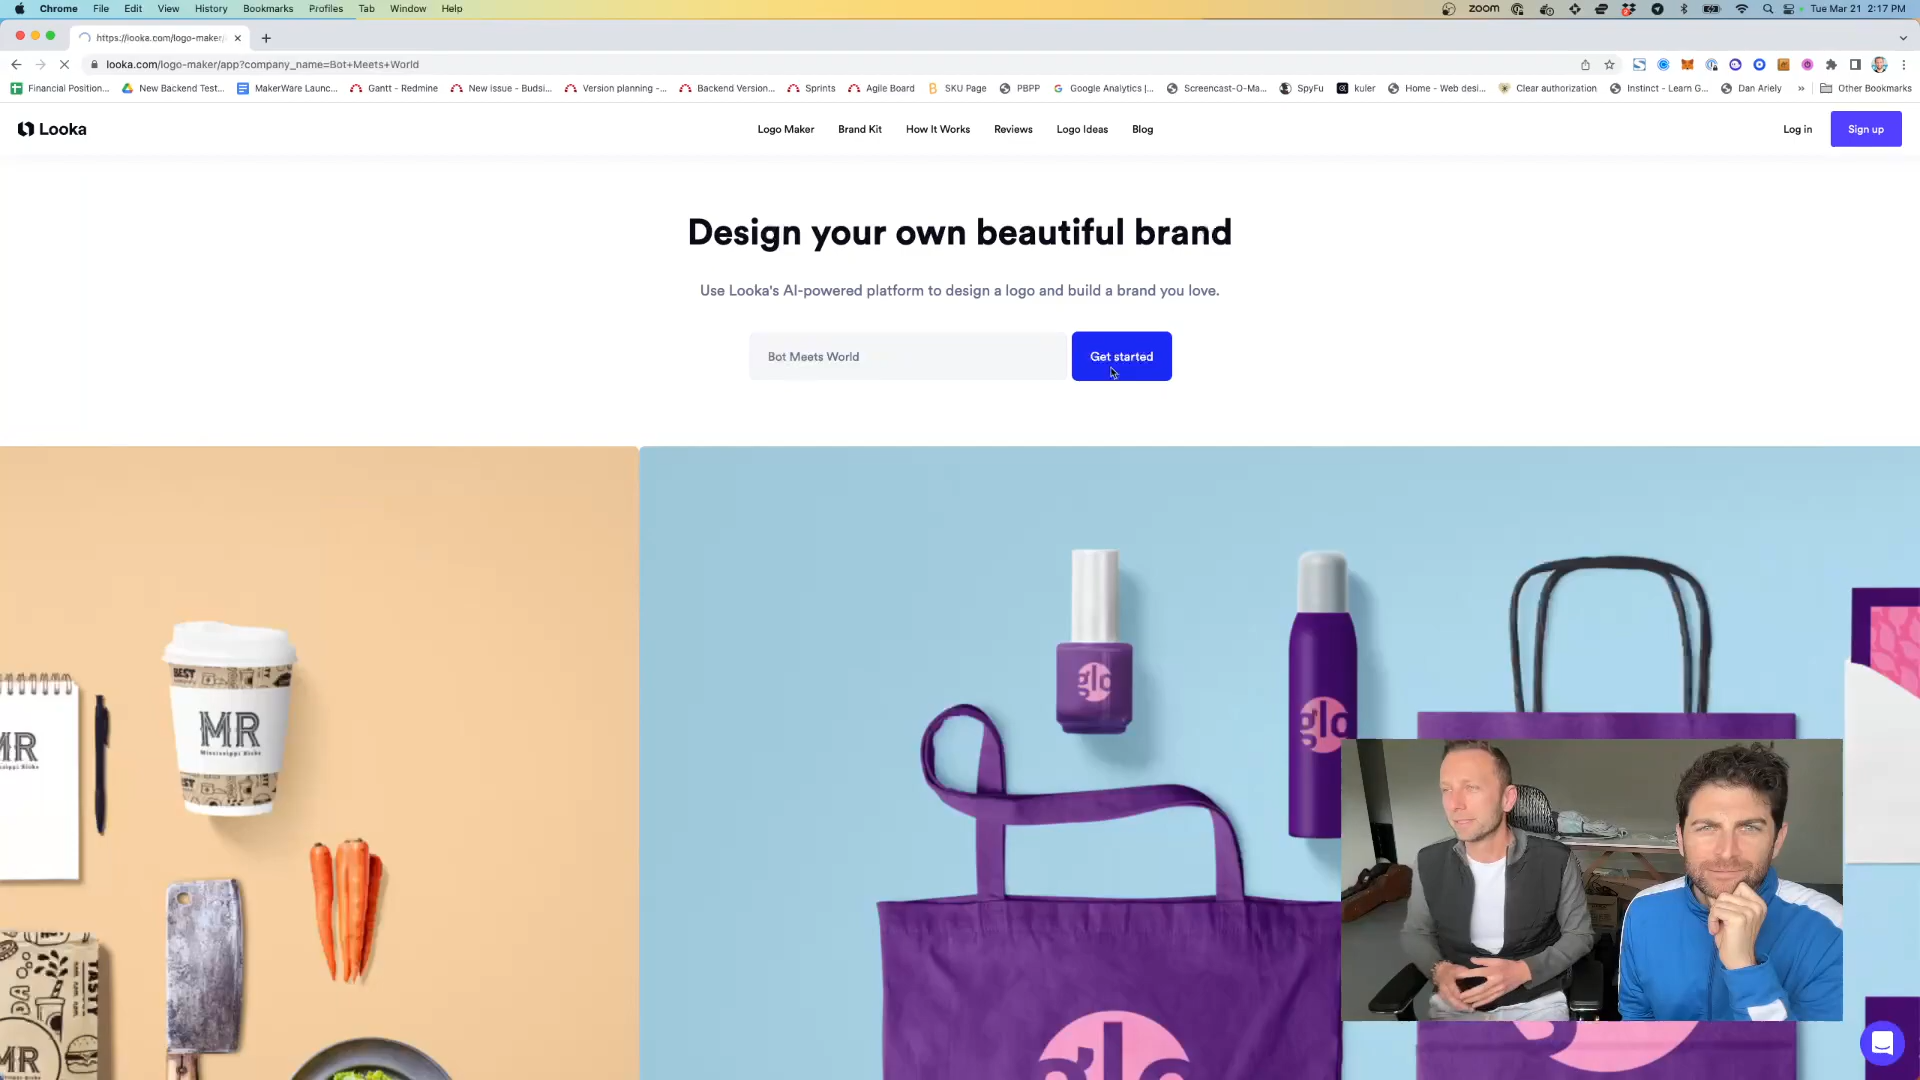 Chrome File Edit View History Bookmarks Profiles Tab Window Help
zoom
Tue Mar 21 2:17 PM
https://looka.com/logo-maker/
looka.com/logo-maker/app?company_name=Bot+Meets+World
Financial Position... New Backend Test... MakerWare Launc... Gantt - Redmine New issue - Budsi... Version planning -... Backend Version... Sprints Agile Board SKU Page PBPP Google Analytics |... Screencast-O-Ma... SpyFu kuler Home - Web desi... Clear authorization Instinct - Learn G... Dan Ariely » Other Bookmarks
Looka
Logo Maker Brand Kit How It Works Reviews Logo Ideas Blog
Log in Sign up
Design your own beautiful brand
Use Looka's AI-powered platform to design a logo and build a brand you love.
Bot Meets World Get started
BEST
MR
Mississippi Ricks
MR
glo
glo
TASTY
MR
glo